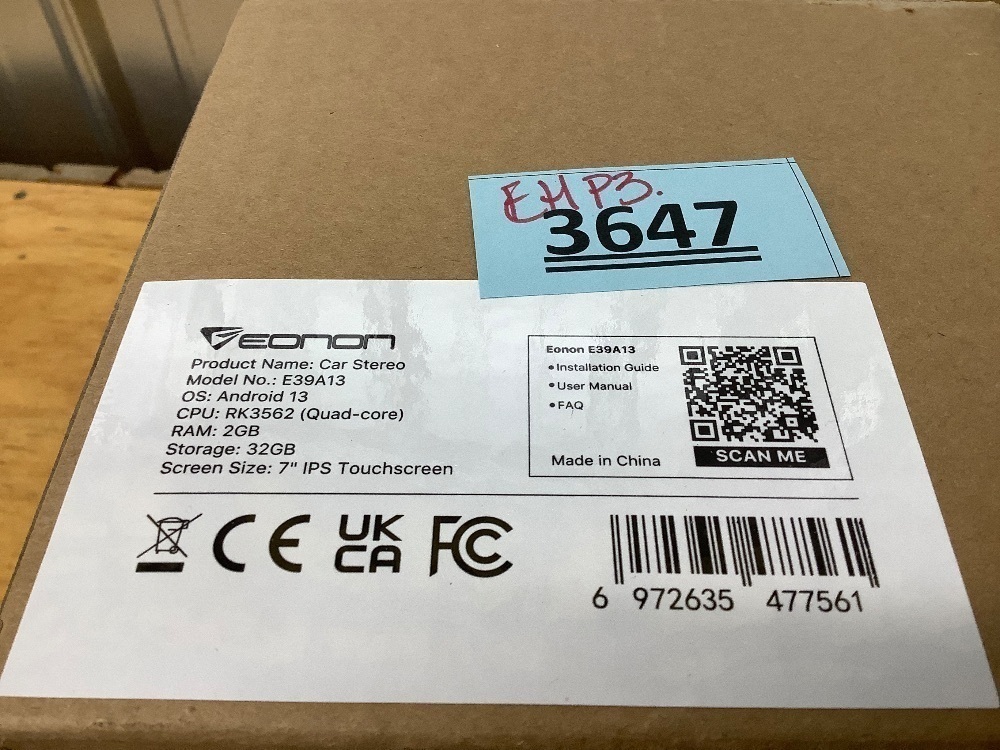 EH P3.
3647
eonon
Product Name: Car Stereo
Model No.: E39A13
OS: Android 13
CPU: RK3562 (Quad-core)
RAM: 2GB
Storage: 32GB
Screen Size: 7" IPS Touchscreen
Eonon E39A13
• Installation Guide
• User Manual
• FAQ
Made in China
SCAN ME
CE
UK
CA
FC
6 972635 477561